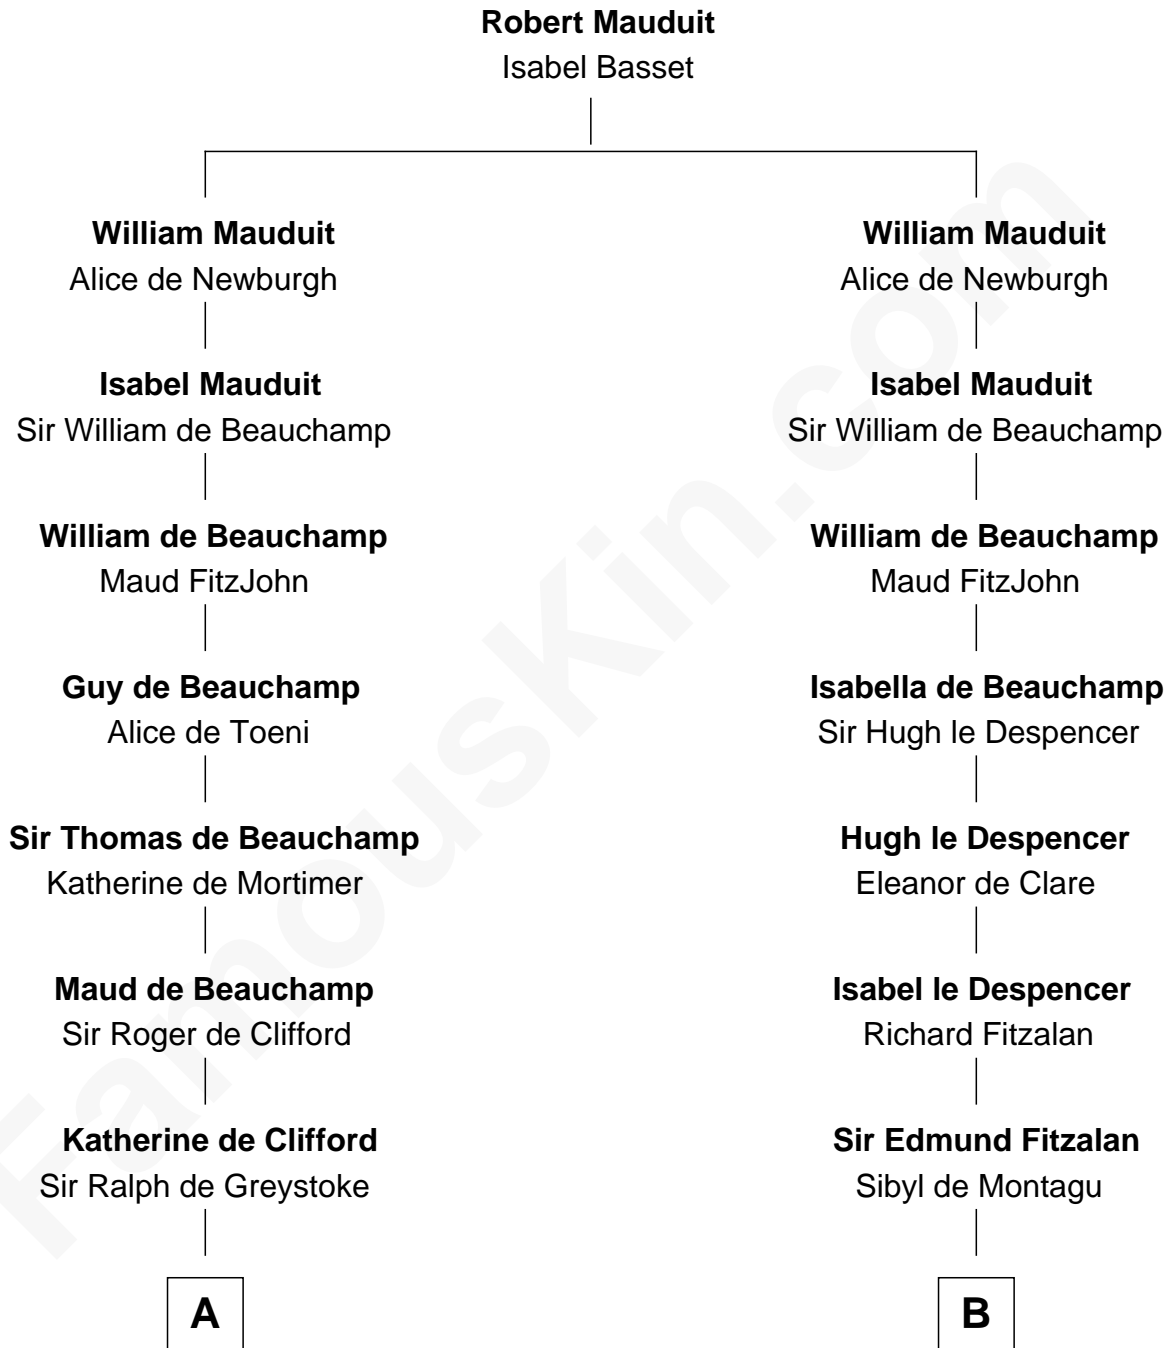 Robert Mauduit
Isabel Basset
William Mauduit
Alice de Newburgh
William Mauduit
Alice de Newburgh
Isabel Mauduit
Sir William de Beauchamp
Isabel Mauduit
Sir William de Beauchamp
William de Beauchamp
Maud FitzJohn
William de Beauchamp
Maud FitzJohn
Guy de Beauchamp
Alice de Toeni
Isabella de Beauchamp
Sir Hugh le Despencer
Sir Thomas de Beauchamp
Katherine de Mortimer
Hugh le Despencer
Eleanor de Clare
Maud de Beauchamp
Sir Roger de Clifford
Isabel le Despencer
Richard Fitzalan
Katherine de Clifford
Sir Ralph de Greystoke
Sir Edmund Fitzalan
Sibyl de Montagu
A
B
FamousKin.com